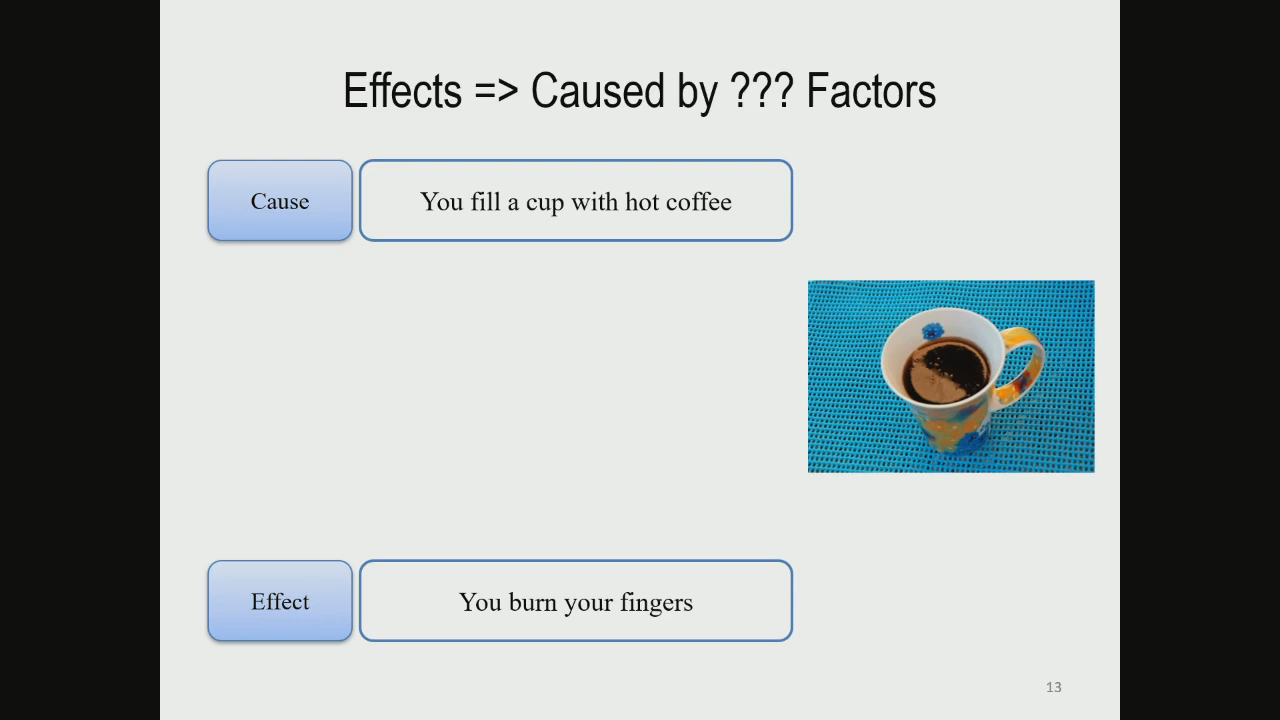 Effects => Caused by ??? Factors
Cause
You fill a cup with hot coffee
Effect
You burn your fingers
13